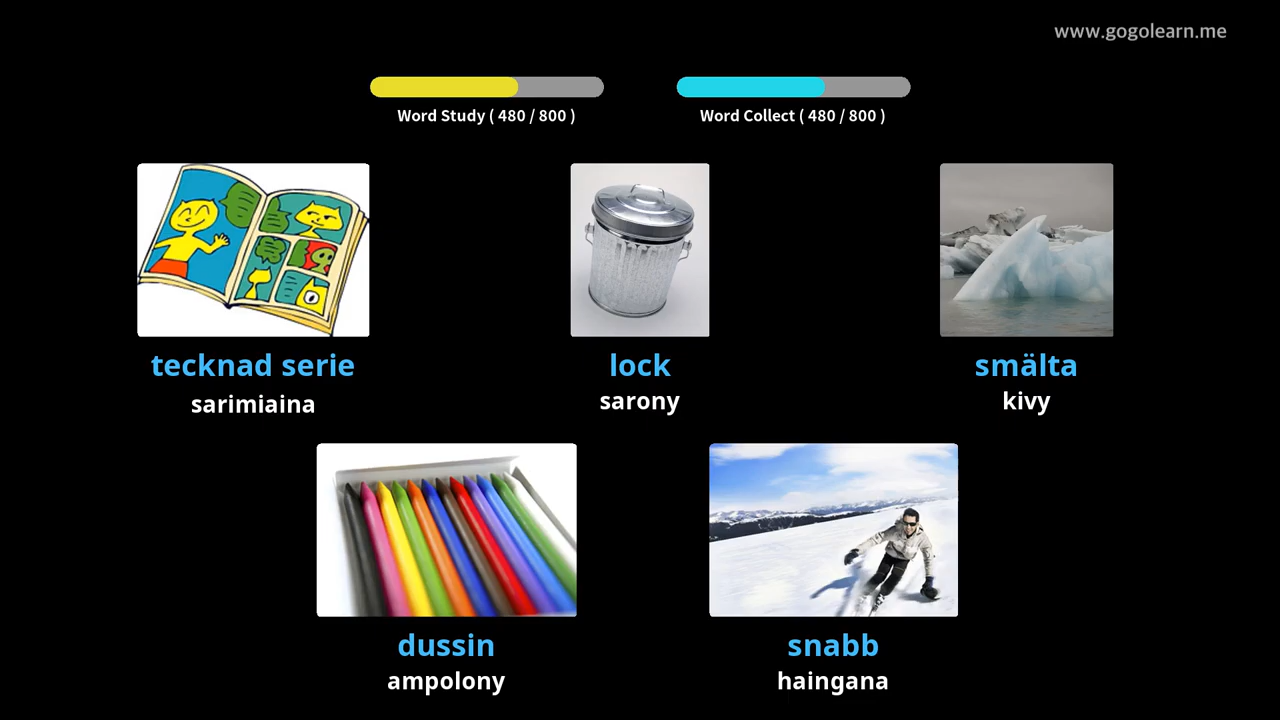 www.gogolearn.me
Word Study ( 480 / 800 )
Word Collect ( 480 / 800 )
tecknad serie
sarimiaina
lock
sarony
smälta
kivy
dussin
ampolony
snabb
haingana